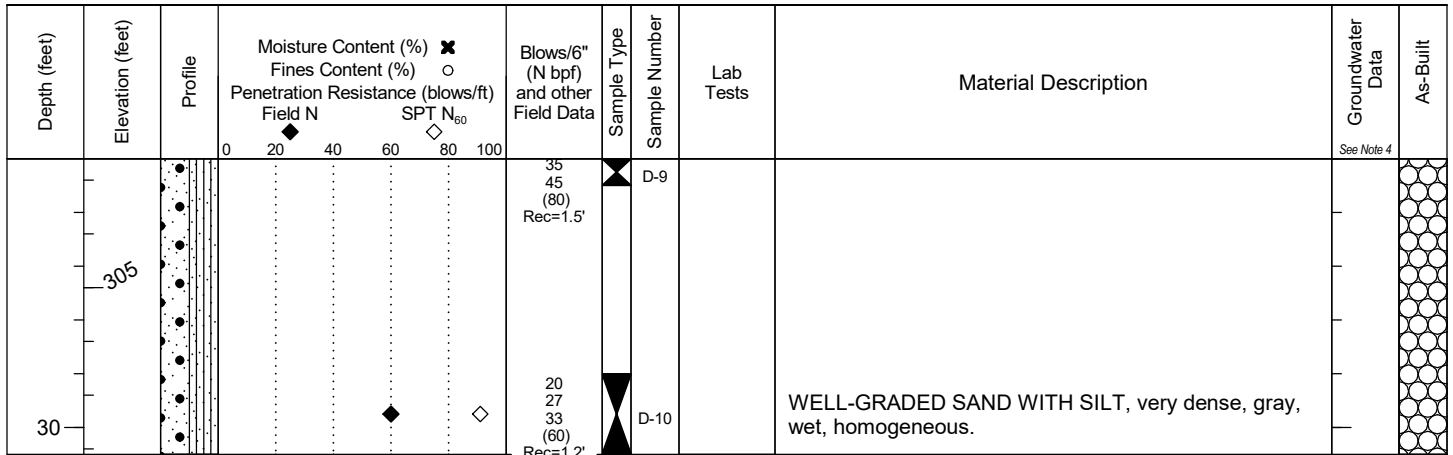 Depth (feet)
Elevation (feet)
Profile
Moisture Content (%)
Fines Content (%)
Penetration Resistance (blows/ft)
Field N SPT N60
0 20 40 60 80 100
Blows/6"
(N bpf)
and other
Field Data
Sample Type
Sample Number
Lab
Tests
Material Description
Groundwater
Data
See Note 4
As-Built
35
45
(80)
Rec=1.5'
D-9
305
20
27
33
(60)
Rec=1.2'
D-10
WELL-GRADED SAND WITH SILT, very dense, gray,
wet, homogeneous.
30